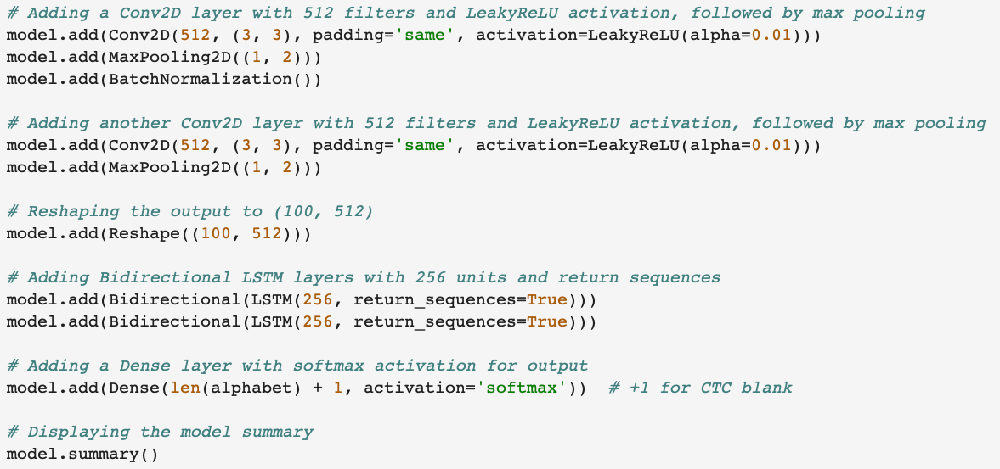 # Adding a Conv2D layer with 512 filters and LeakyReLU activation, followed by max pooling
model.add(Conv2D(512, (3, 3), padding='same', activation=LeakyReLU(alpha=0.01)))
model.add(MaxPooling2D((1, 2)))
model.add(BatchNormalization())
# Adding another Conv2D layer with 512 filters and LeakyReLU activation, followed by max pooling
model.add(Conv2D(512, (3, 3), padding='same', activation=LeakyReLU(alpha=0.01)))
model.add(MaxPooling2D((1, 2)))
# Reshaping the output to (100, 512)
model.add(Reshape((100, 512)))
# Adding Bidirectional LSTM layers with 256 units and return sequences
model.add(Bidirectional(LSTM(256, return_sequences=True)))
model.add(Bidirectional(LSTM(256, return_sequences=True)))
# Adding a Dense layer with softmax activation for output
model.add(Dense(len(alphabet) + 1, activation='softmax'))  # +1 for CTC blank
# Displaying the model summary
model.summary()